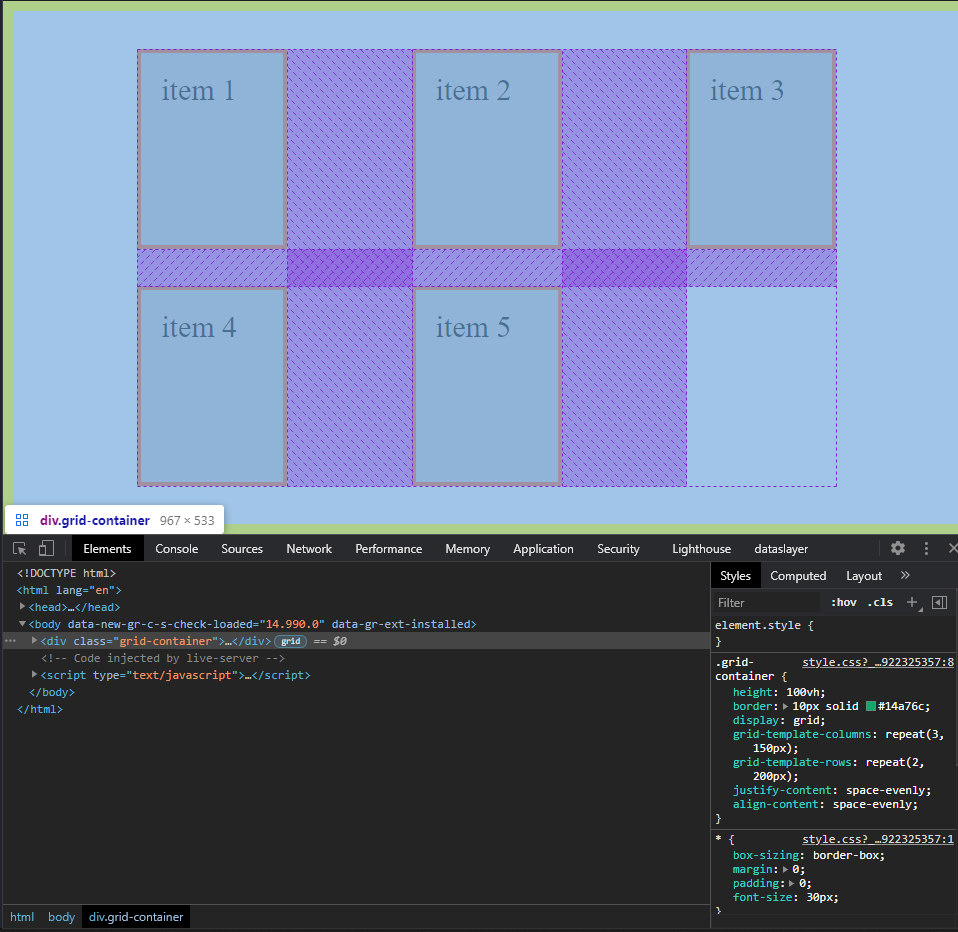 item 1
item 2
item 3
item 4
item 5
div.grid-container 967 × 533
Elements Console Sources Network Performance Memory Application Security Lighthouse dataslayer
<!DOCTYPE html>
<html lang="en">
<head>…</head>
<body data-new-gr-c-s-check-loaded="14.990.0" data-gr-ext-installed>
<div class="grid-container">…</div> grid == $0
<!-- Code injected by live-server -->
<script type="text/javascript">…</script>
</body>
</html>
html body div.grid-container
Styles Computed Layout »
Filter :hov .cls +
element.style {
}
.grid- style.css?_…922325357:8
container {
height: 100vh;
border: 10px solid #14a76c;
display: grid;
grid-template-columns: repeat(3,
150px);
grid-template-rows: repeat(2,
200px);
justify-content: space-evenly;
align-content: space-evenly;
}
* { style.css?_…922325357:1
box-sizing: border-box;
margin: 0;
padding: 0;
font-size: 30px;
}